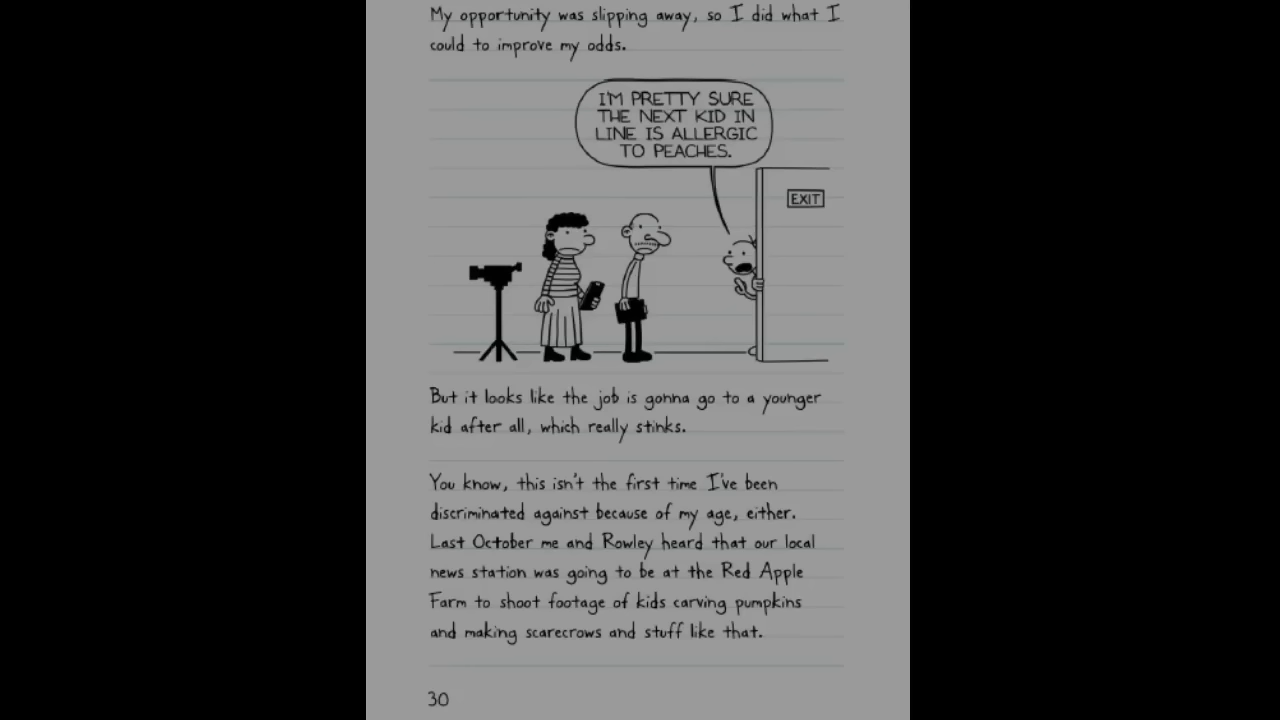 My opportunity was slipping away, so I did what I
could to improve my odds.
I'M PRETTY SURE
THE NEXT KID IN
LINE IS ALLERGIC
TO PEACHES.
EXIT
But it looks like the job is gonna go to a younger
kid after all, which really stinks.
You know, this isn't the first time I've been
discriminated against because of my age, either.
Last October me and Rowley heard that our local
news station was going to be at the Red Apple
Farm to shoot footage of kids carving pumpkins
and making scarecrows and stuff like that.
30